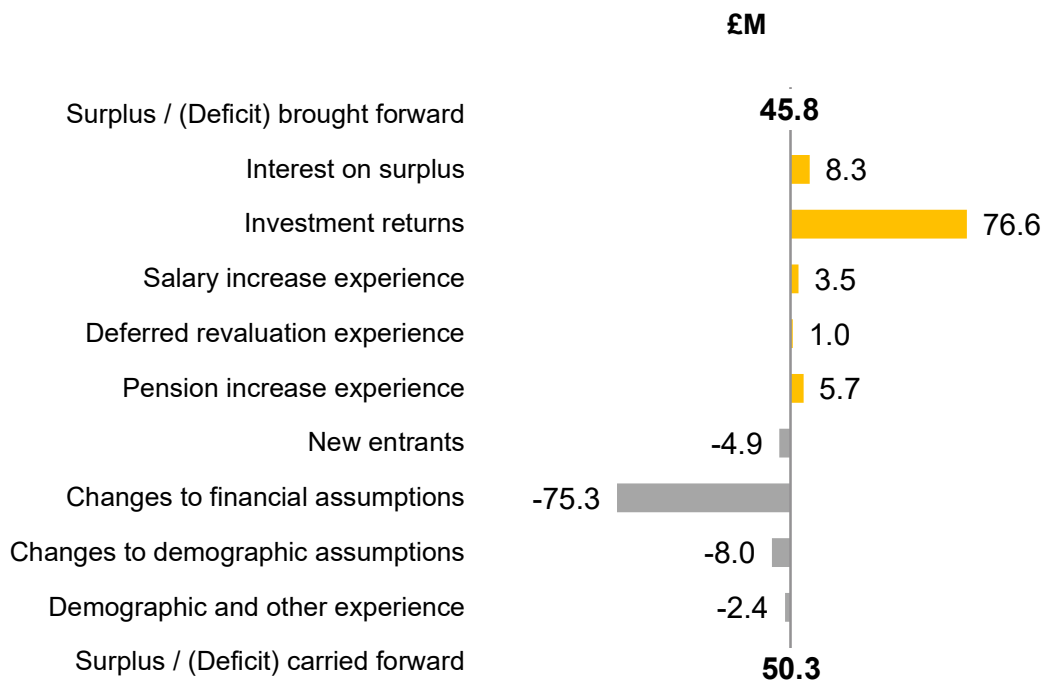 £M
Surplus / (Deficit) brought forward 45.8
Interest on surplus 8.3
Investment returns 76.6
Salary increase experience 3.5
Deferred revaluation experience 1.0
Pension increase experience 5.7
New entrants -4.9
Changes to financial assumptions -75.3
Changes to demographic assumptions -8.0
Demographic and other experience -2.4
Surplus / (Deficit) carried forward 50.3